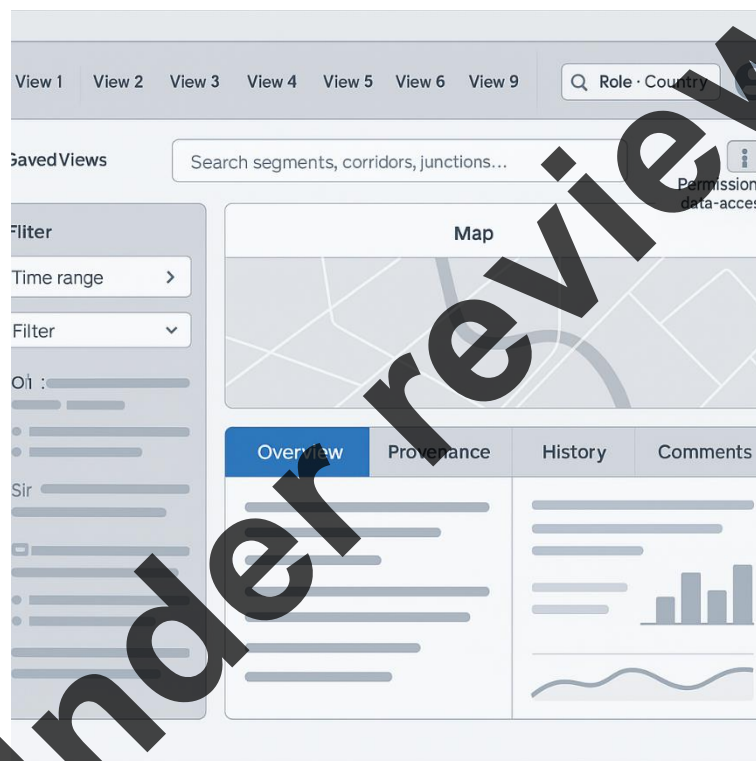 View 1 View 2 View 3 View 4 View 5 View 6 View 9 Role · Country
GavedViews
Search segments, corridors, junctions...
Permission
data-acces
Fliter
Map
Time range
Filter
Overview Provenance History Comments
Sir
under review